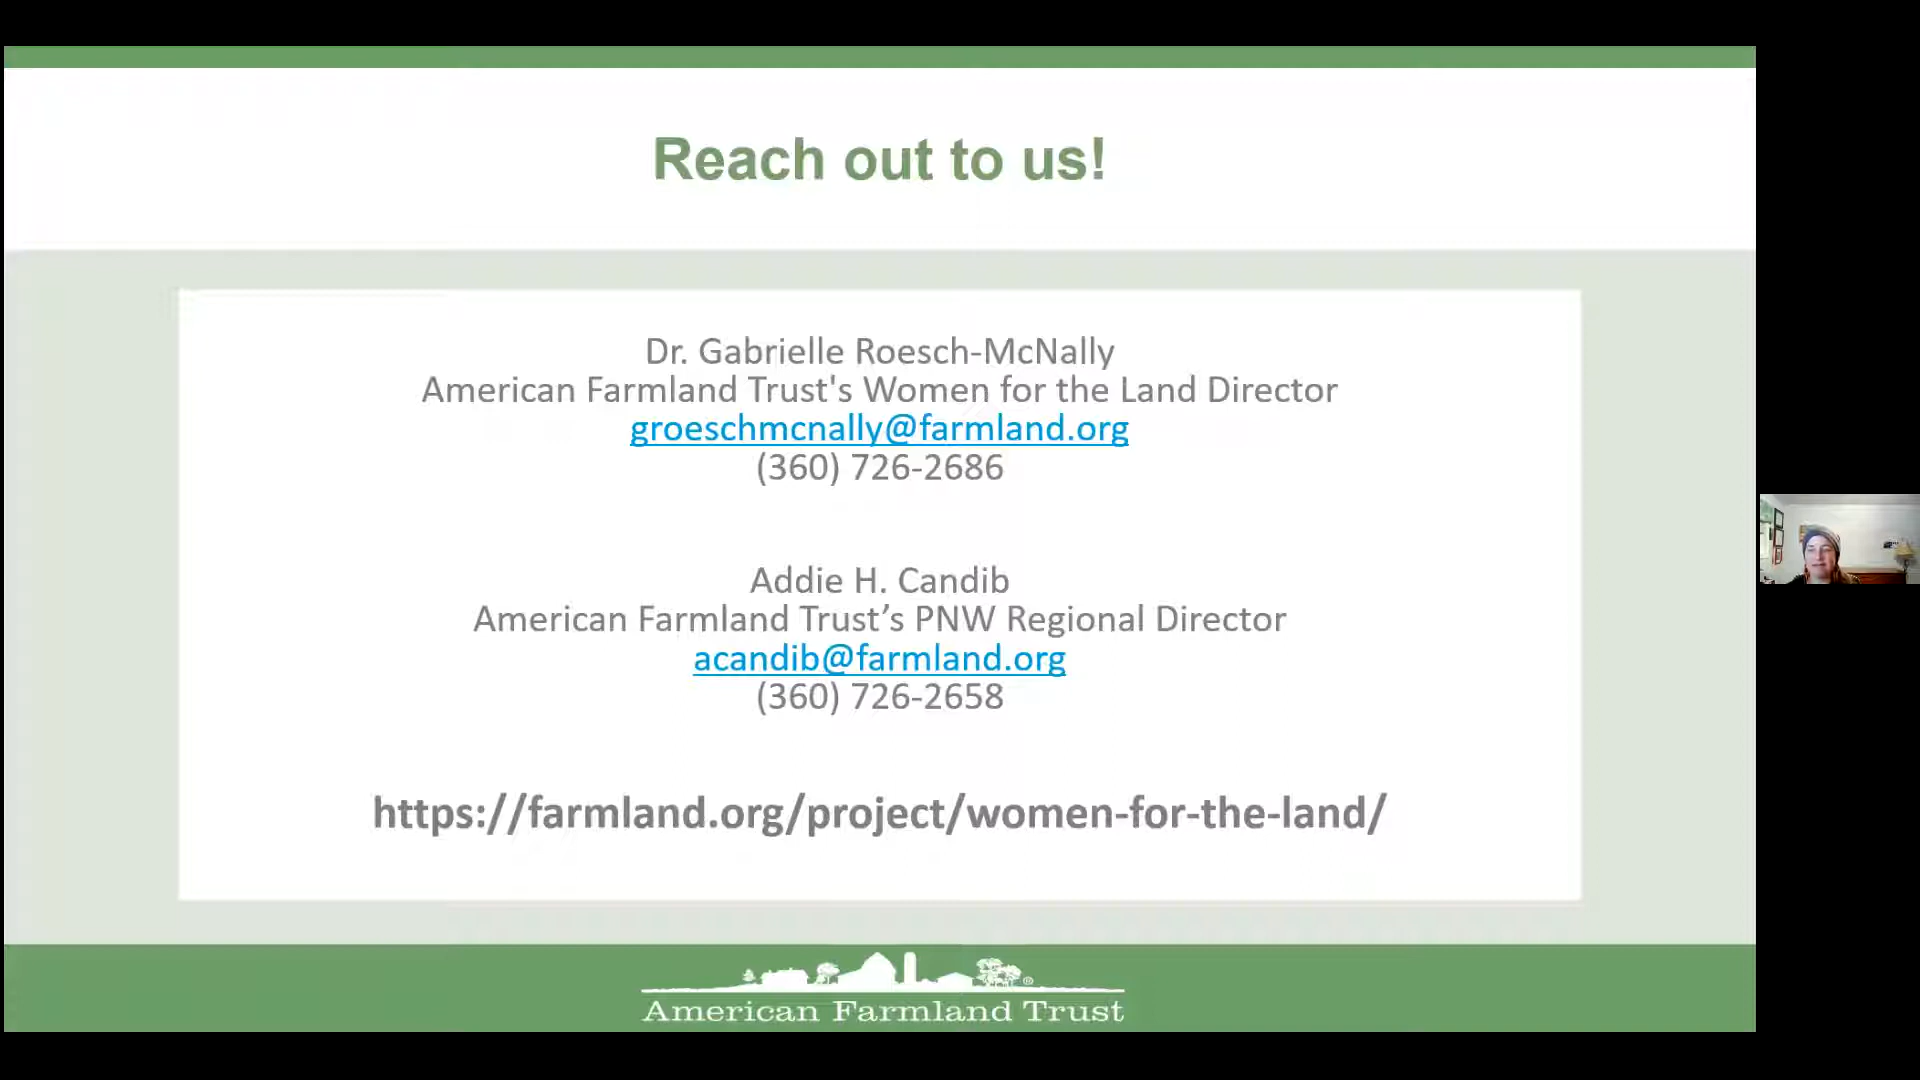 Reach out to us!
Dr. Gabrielle Roesch-McNally
American Farmland Trust's Women for the Land Director
groeschmcnally@farmland.org
(360) 726-2686
Addie H. Candib
American Farmland Trust’s PNW Regional Director
acandib@farmland.org
(360) 726-2658
https://farmland.org/project/women-for-the-land/
American Farmland Trust